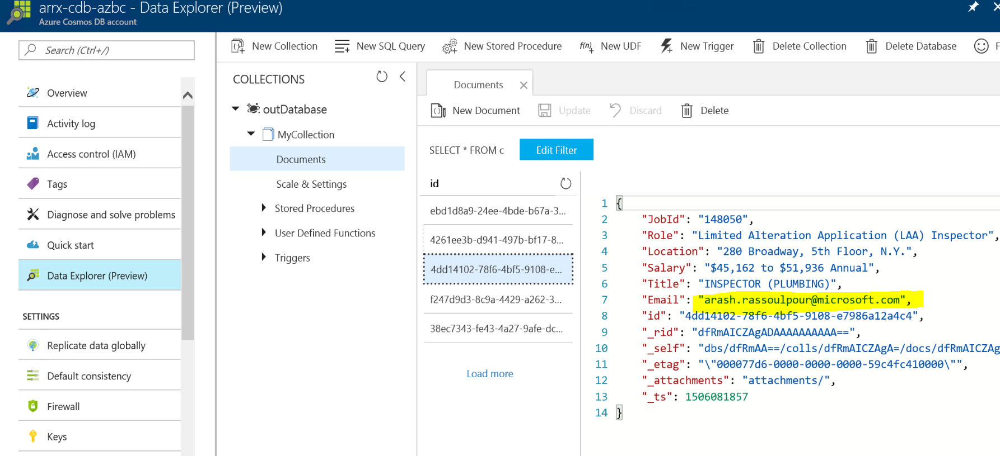 arrx-cdb-azbc - Data Explorer (Preview)
Azure Cosmos DB account
Search (Ctrl+/)
Overview
Activity log
Access control (IAM)
Tags
Diagnose and solve problems
Quick start
Data Explorer (Preview)
SETTINGS
Replicate data globally
Default consistency
Firewall
Keys
New Collection
New SQL Query
New Stored Procedure
New UDF
New Trigger
Delete Collection
Delete Database
F
COLLECTIONS
outDatabase
MyCollection
Documents
Scale & Settings
Stored Procedures
User Defined Functions
Triggers
Documents
New Document
Update
Discard
Delete
SELECT * FROM c
Edit Filter
id
ebd1d8a9-24ee-4bde-b67a-3...
4261ee3b-d941-497b-bf17-8...
4dd14102-78f6-4bf5-9108-e...
f247d9d3-8c9a-4429-a262-3...
38ec7343-fe43-4a27-9afe-dc...
Load more
1 {
2 "JobId": "148050",
3 "Role": "Limited Alteration Application (LAA) Inspector",
4 "Location": "280 Broadway, 5th Floor, N.Y.",
5 "Salary": "$45,162 to $51,936 Annual",
6 "Title": "INSPECTOR (PLUMBING)",
7 "Email": "arash.rassoulpour@microsoft.com",
8 "id": "4dd14102-78f6-4bf5-9108-e7986a12a4c4",
9 "_rid": "dfRmAICZAgADAAAAAAAAAA==",
10 "_self": "dbs/dfRmAA==/colls/dfRmAICZAgA=/docs/dfRmAICZAg
11 "_etag": "\"000077d6-0000-0000-0000-59c4fc410000\"",
12 "_attachments": "attachments/",
13 "_ts": 1506081857
14 }